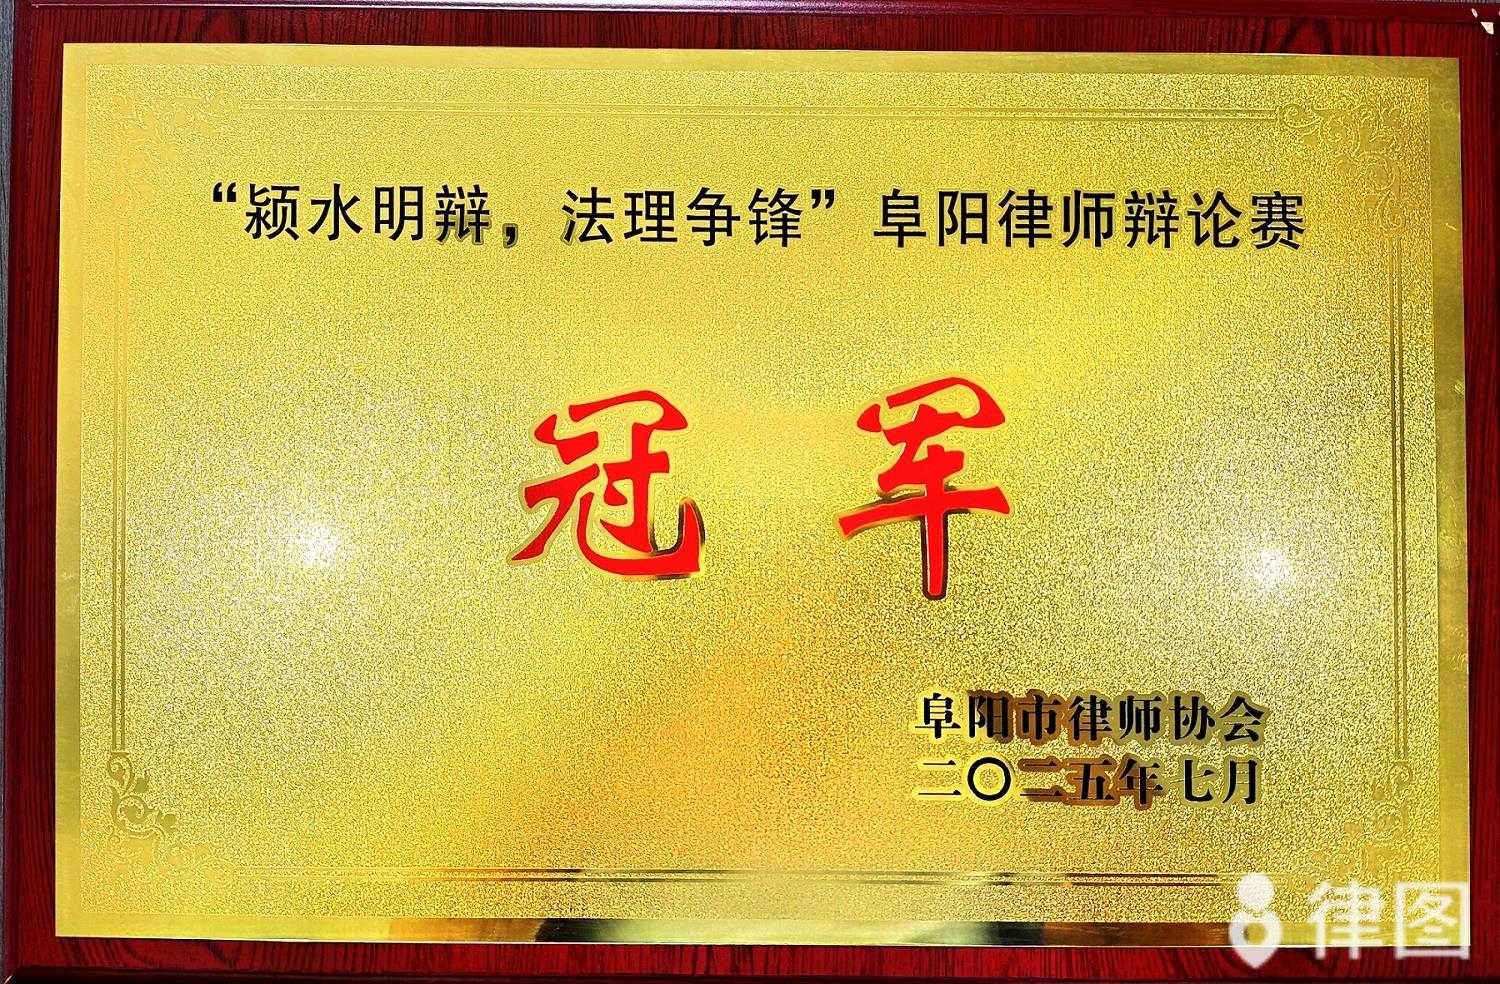 “颍水明辩，法理争锋”阜阳律师辩论赛
冠军
阜阳市律师协会
二〇二五年七月
律图